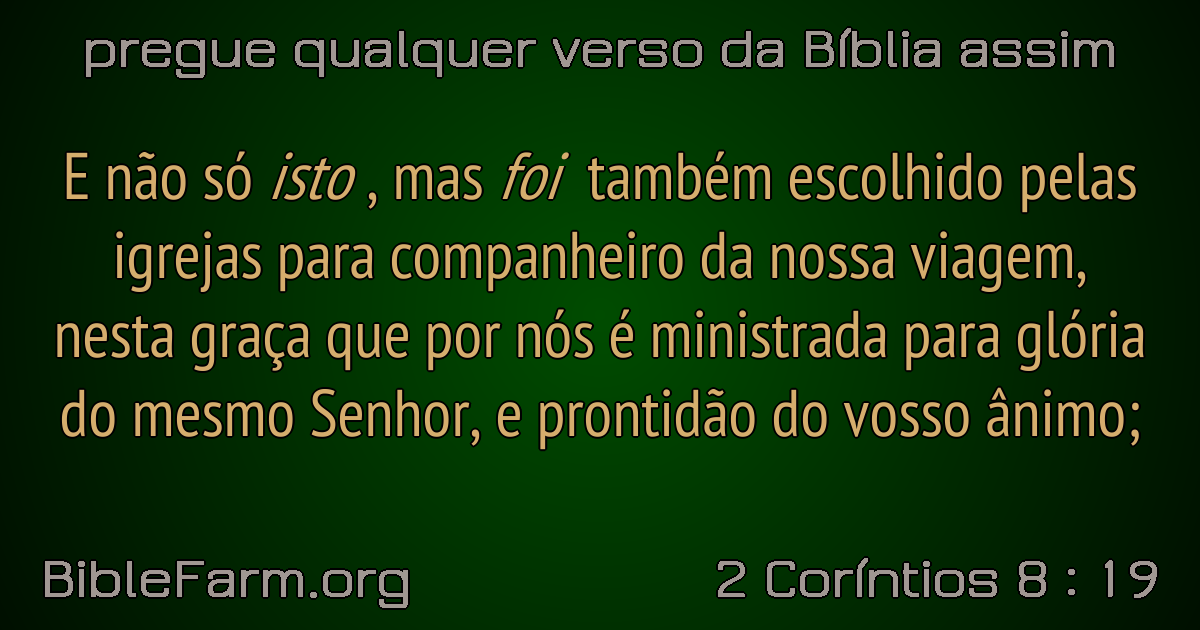 pregue qualquer verso da Bíblia assim
E não só isto , mas foi também escolhido pelas
igrejas para companheiro da nossa viagem,
nesta graça que por nós é ministrada para glória
do mesmo Senhor, e prontidão do vosso ânimo;
BibleFarm.org
2 Coríntios 8 : 19